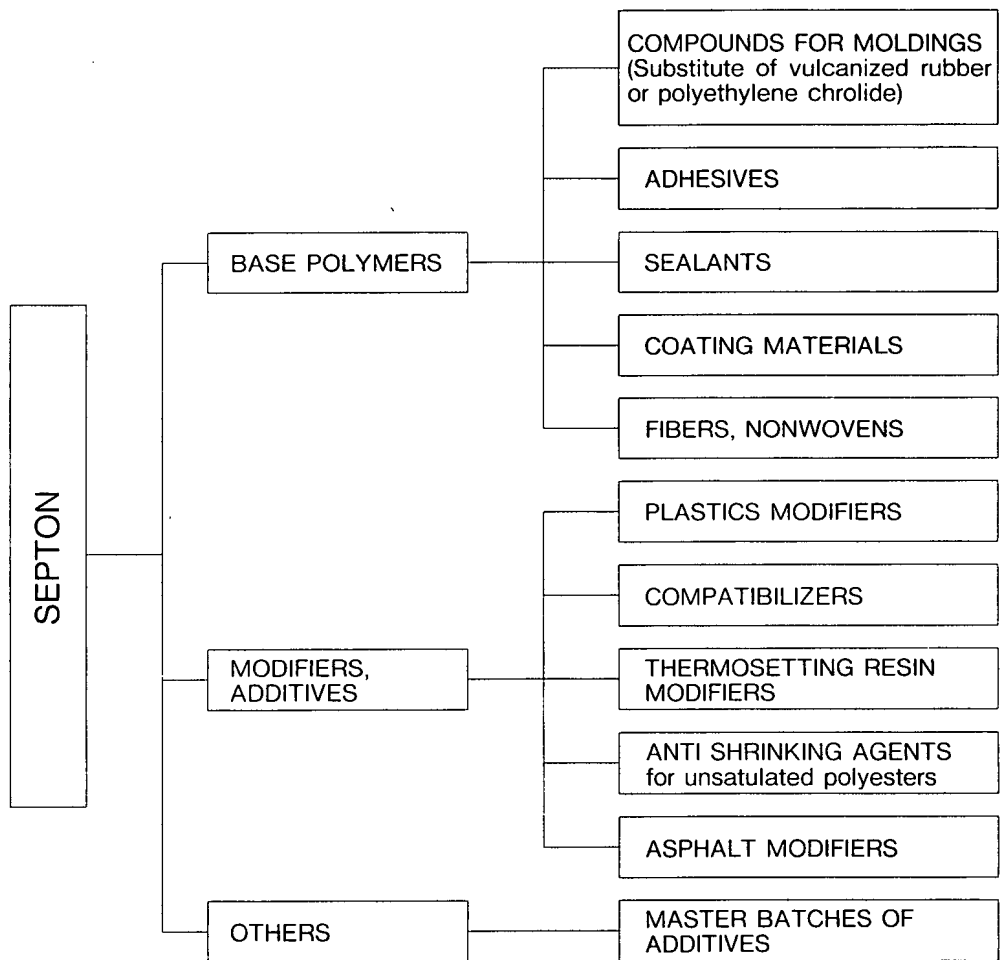 COMPOUNDS FOR MOLDINGS
(Substitute of vulcanized rubber
or polyethylene chrolide)
ADHESIVES
BASE POLYMERS
SEALANTS
COATING MATERIALS
FIBERS, NONWOVENS
SEPTON
PLASTICS MODIFIERS
COMPATIBILIZERS
MODIFIERS,
ADDITIVES
THERMOSETTING RESIN
MODIFIERS
ANTI SHRINKING AGENTS
for unsatulated polyesters
ASPHALT MODIFIERS
OTHERS
MASTER BATCHES OF
ADDITIVES